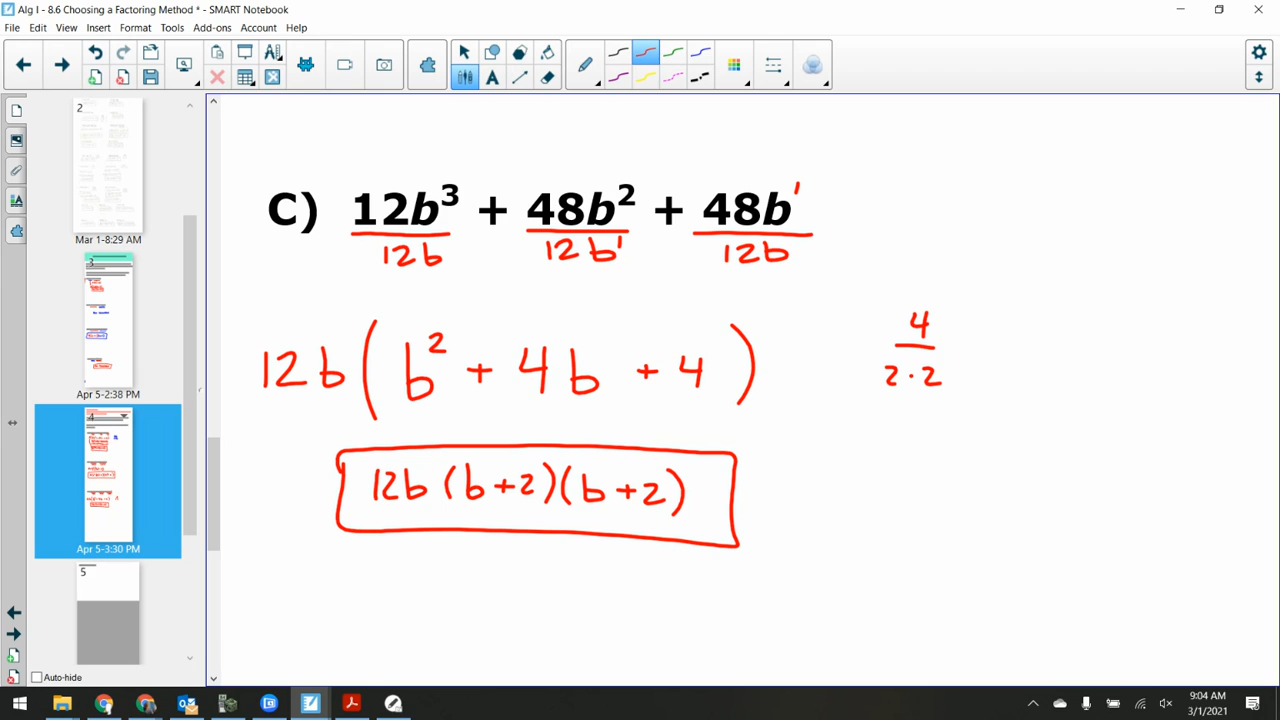 Alg I - 8.6 Choosing a Factoring Method * - SMART Notebook
File Edit View Insert Format Tools Add-ons Account Help
2
Mar 1-8:29 AM
3
Apr 5-2:38 PM
4
Apr 5-3:30 PM
5
Auto-hide
C) 12b³ + 48b² + 48b'
12b 12b' 12b
12b(b² + 4b + 4)
4
2·2
12b(b+2)(b+2)
9:04 AM
3/1/2021